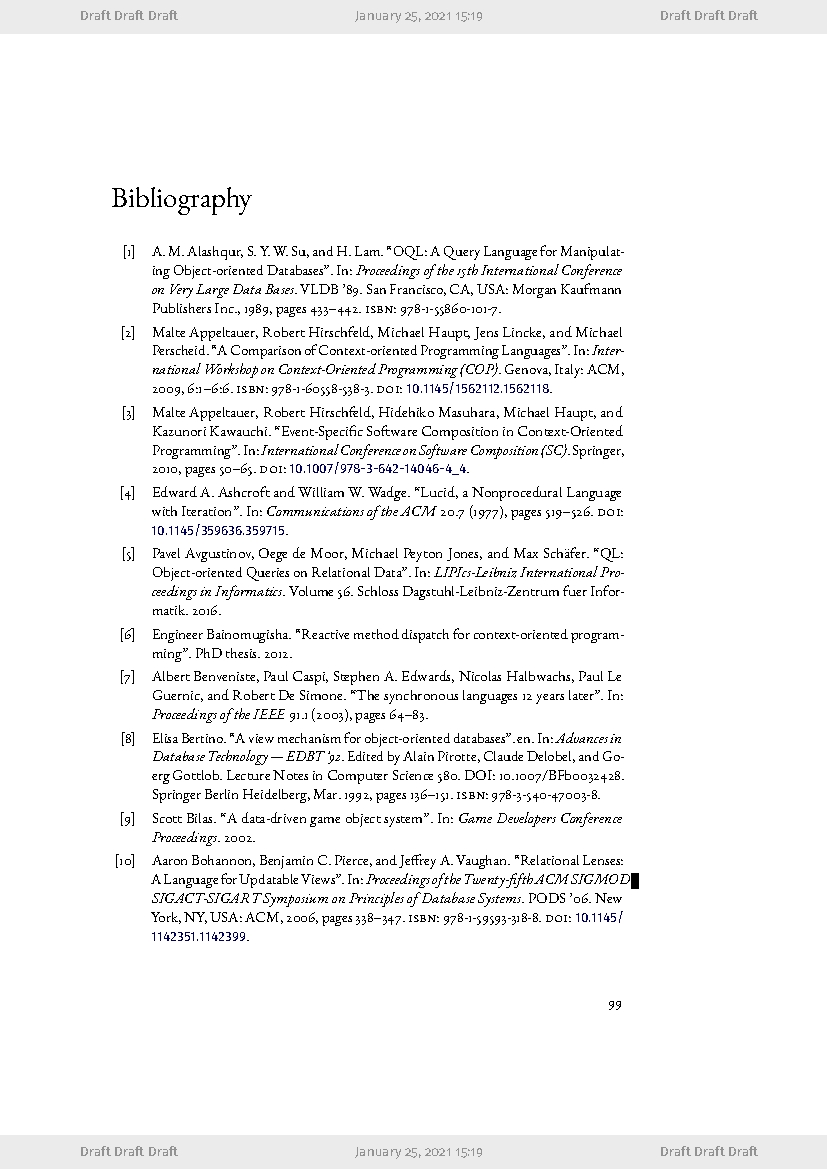 Draft Draft Draft January 25, 2021 15:19 Draft Draft Draft
Bibliography
[1] A. M. Alashqur, S. Y. W. Su, and H. Lam. “OQL: A Query Language for Manipulat-
ing Object-oriented Databases”. In: Proceedings of the 15th International Conference
on Very Large Data Bases. VLDB ’89. San Francisco, CA, USA: Morgan Kaufmann
Publishers Inc., 1989, pages 433–442. ISBN: 978-1-55860-101-7.
[2] Malte Appeltauer, Robert Hirschfeld, Michael Haupt, Jens Lincke, and Michael
Perscheid. “A Comparison of Context-oriented Programming Languages”. In: Inter-
national Workshop on Context-Oriented Programming (COP). Genova, Italy: ACM,
2009, 6:1–6:6. ISBN: 978-1-60558-538-3. DOI: 10.1145/1562112.1562118.
[3] Malte Appeltauer, Robert Hirschfeld, Hidehiko Masuhara, Michael Haupt, and
Kazunori Kawauchi. “Event-Specific Software Composition in Context-Oriented
Programming”. In: International Conference on Software Composition (SC). Springer,
2010, pages 50–65. DOI: 10.1007/978-3-642-14046-4_4.
[4] Edward A. Ashcroft and William W. Wadge. “Lucid, a Nonprocedural Language
with Iteration”. In: Communications of the ACM 20.7 (1977), pages 519–526. DOI:
10.1145/359636.359715.
[5] Pavel Avgustinov, Oege de Moor, Michael Peyton Jones, and Max Schäfer. “QL:
Object-oriented Queries on Relational Data”. In: LIPIcs-Leibniz International Pro-
ceedings in Informatics. Volume 56. Schloss Dagstuhl-Leibniz-Zentrum fuer Infor-
matik. 2016.
[6] Engineer Bainomugisha. “Reactive method dispatch for context-oriented program-
ming”. PhD thesis. 2012.
[7] Albert Benveniste, Paul Caspi, Stephen A. Edwards, Nicolas Halbwachs, Paul Le
Guernic, and Robert De Simone. “The synchronous languages 12 years later”. In:
Proceedings of the IEEE 91.1 (2003), pages 64–83.
[8] Elisa Bertino. “A view mechanism for object-oriented databases”. en. In: Advances in
Database Technology — EDBT ’92. Edited by Alain Pirotte, Claude Delobel, and Go-
erg Gottlob. Lecture Notes in Computer Science 580. DOI: 10.1007/BFb0032428.
Springer Berlin Heidelberg, Mar. 1992, pages 136–151. ISBN: 978-3-540-47003-8.
[9] Scott Bilas. “A data-driven game object system”. In: Game Developers Conference
Proceedings. 2002.
[10] Aaron Bohannon, Benjamin C. Pierce, and Jeffrey A. Vaughan. “Relational Lenses:
A Language for Updatable Views”. In: Proceedings of the Twenty-fifth ACM SIGMOD
SIGACT-SIGART Symposium on Principles of Database Systems. PODS ’06. New
York, NY, USA: ACM, 2006, pages 338–347. ISBN: 978-1-59593-318-8. DOI: 10.1145/
1142351.1142399.
99
Draft Draft Draft January 25, 2021 15:19 Draft Draft Draft